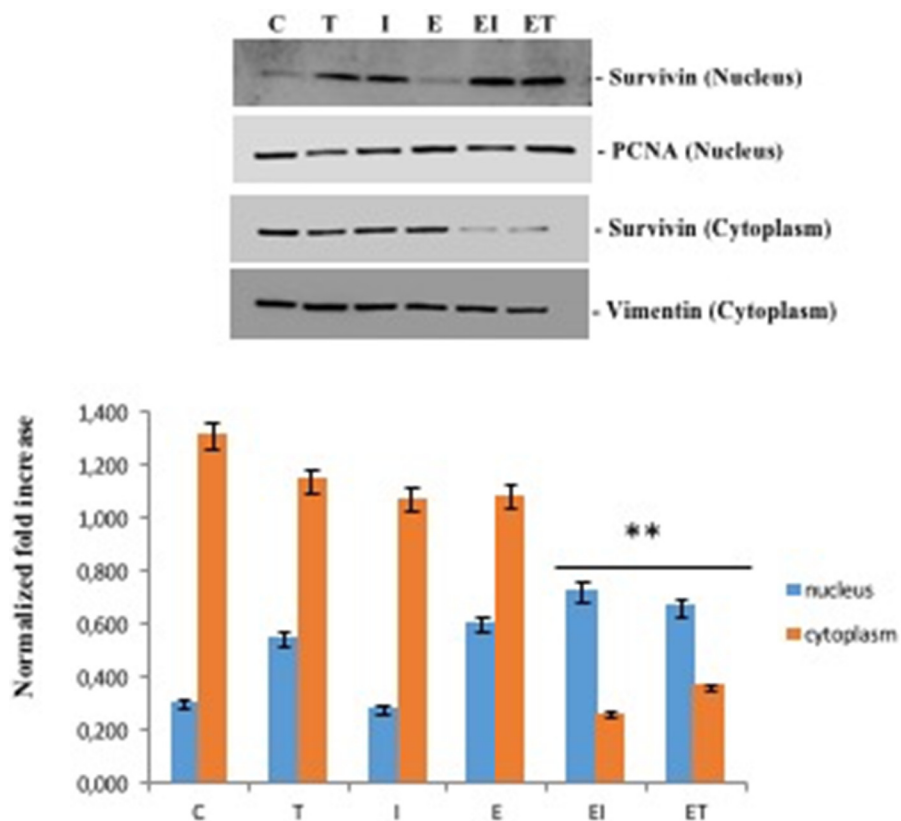 C T I E EI ET
- Survivin (Nucleus)
- PCNA (Nucleus)
- Survivin (Cytoplasm)
- Vimentin (Cytoplasm)
Normalized fold increase
1,400
1,200
1,000
0,800
0,600
0,400
0,200
0,000
**
nucleus
cytoplasm
C T I E EI ET